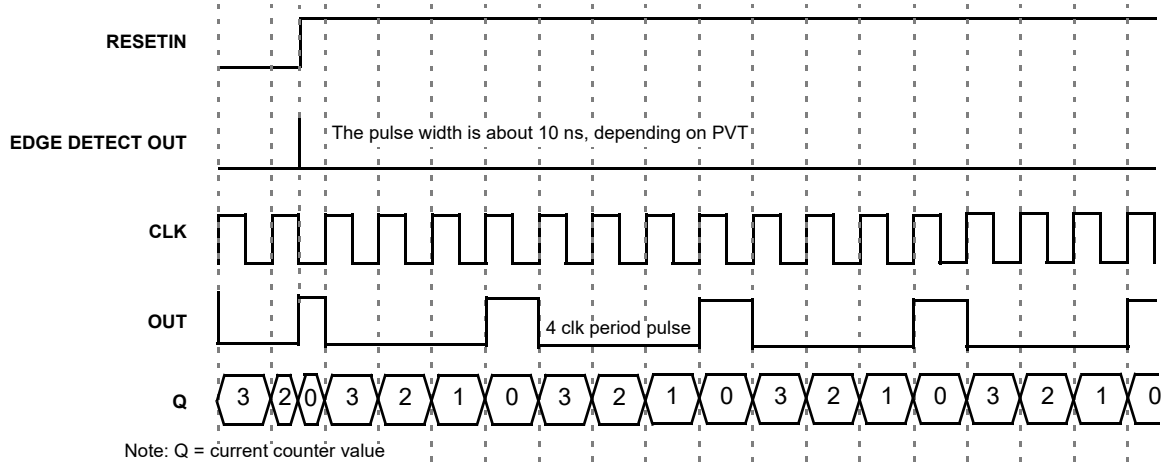 RESETIN
EDGE DETECT OUT
The pulse width is about 10 ns, depending on PVT
CLK
OUT
4 clk period pulse
Q
3 2 0 3 2 1 0 3 2 1 0 3 2 1 0 3 2 1 0
Note: Q = current counter value